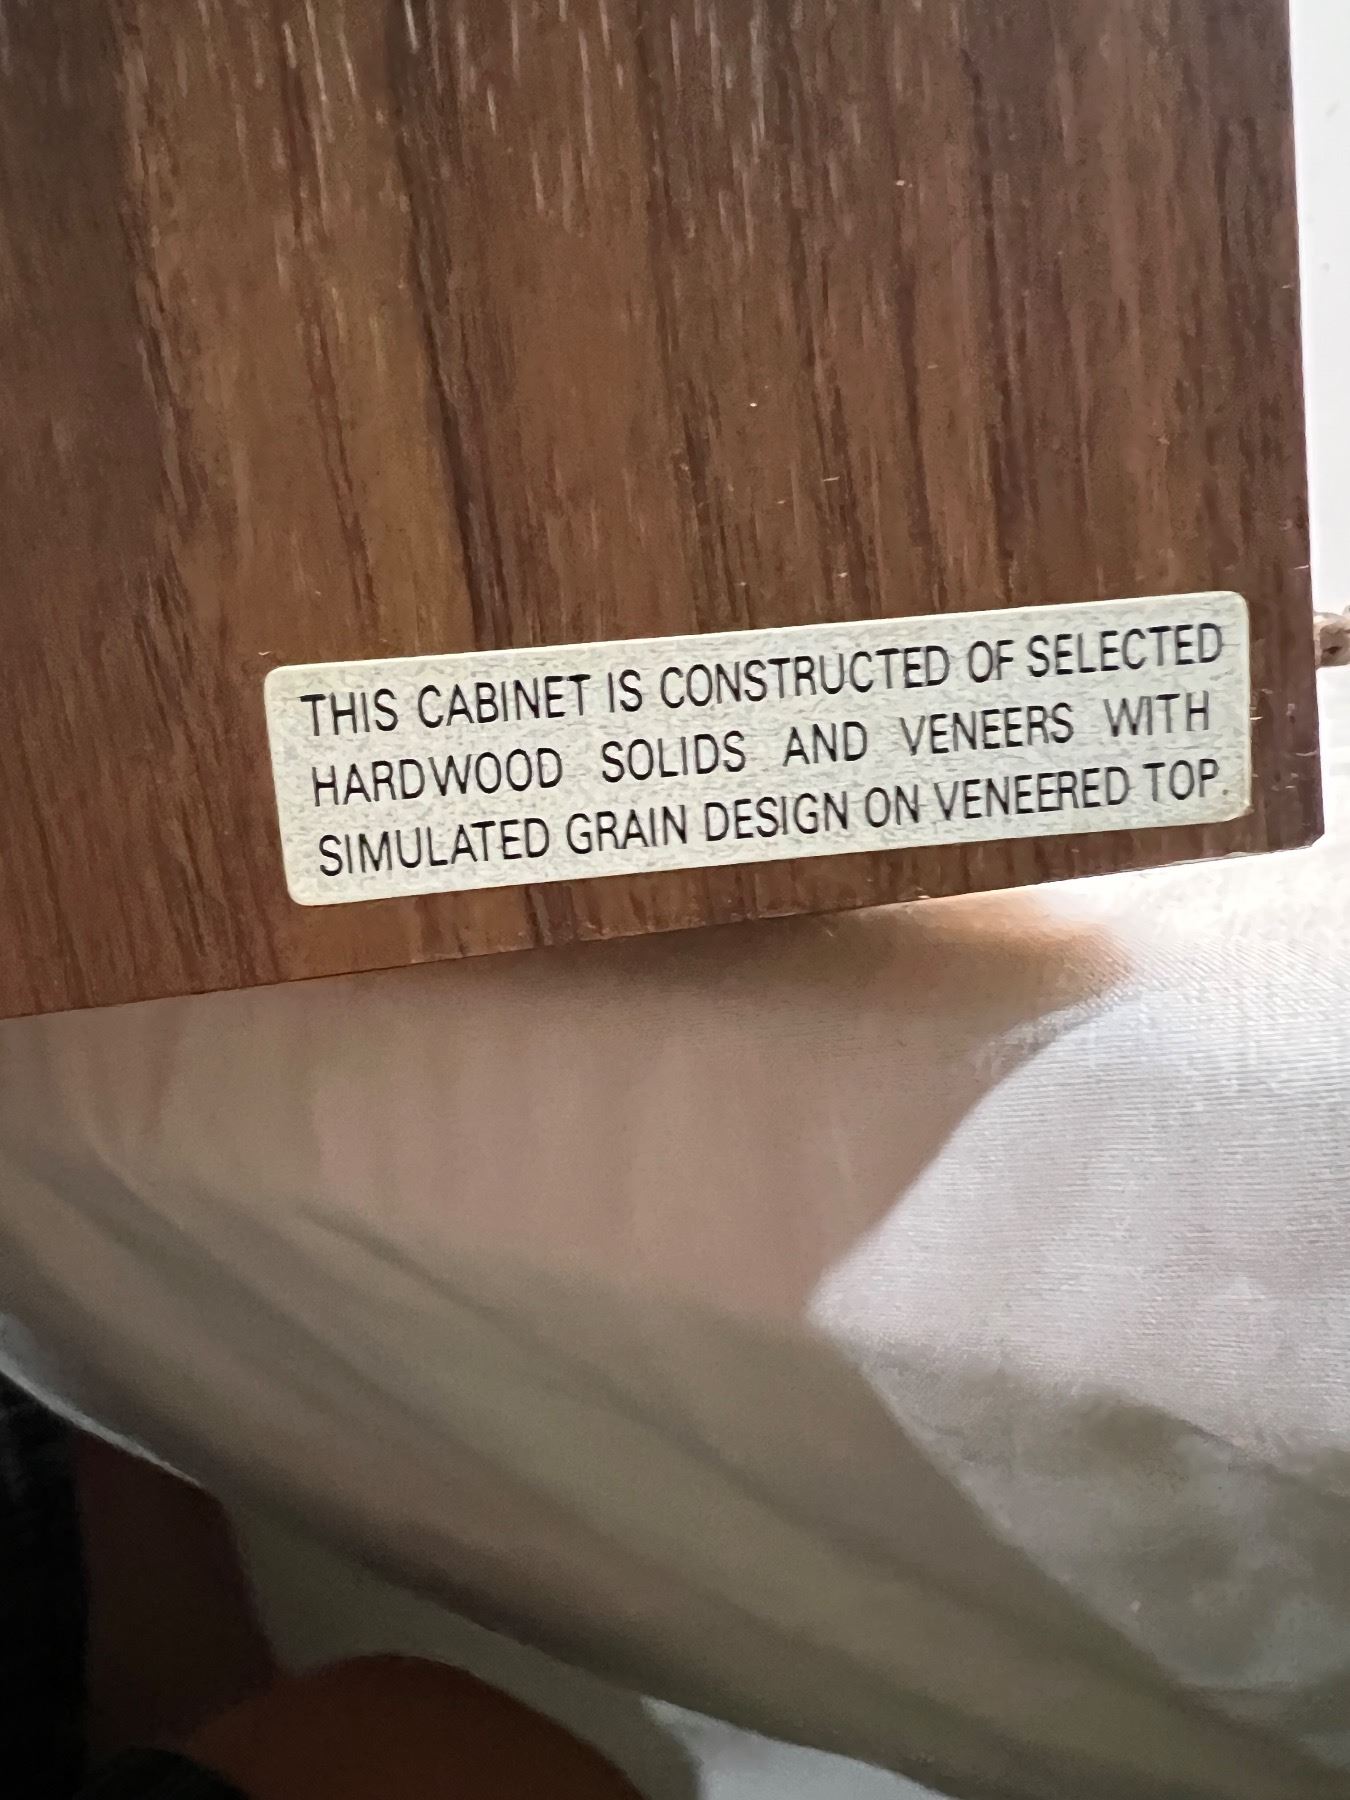 THIS CABINET IS CONSTRUCTED OF SELECTED
HARDWOOD SOLIDS AND VENEERS WITH
SIMULATED GRAIN DESIGN ON VENEERED TOP.